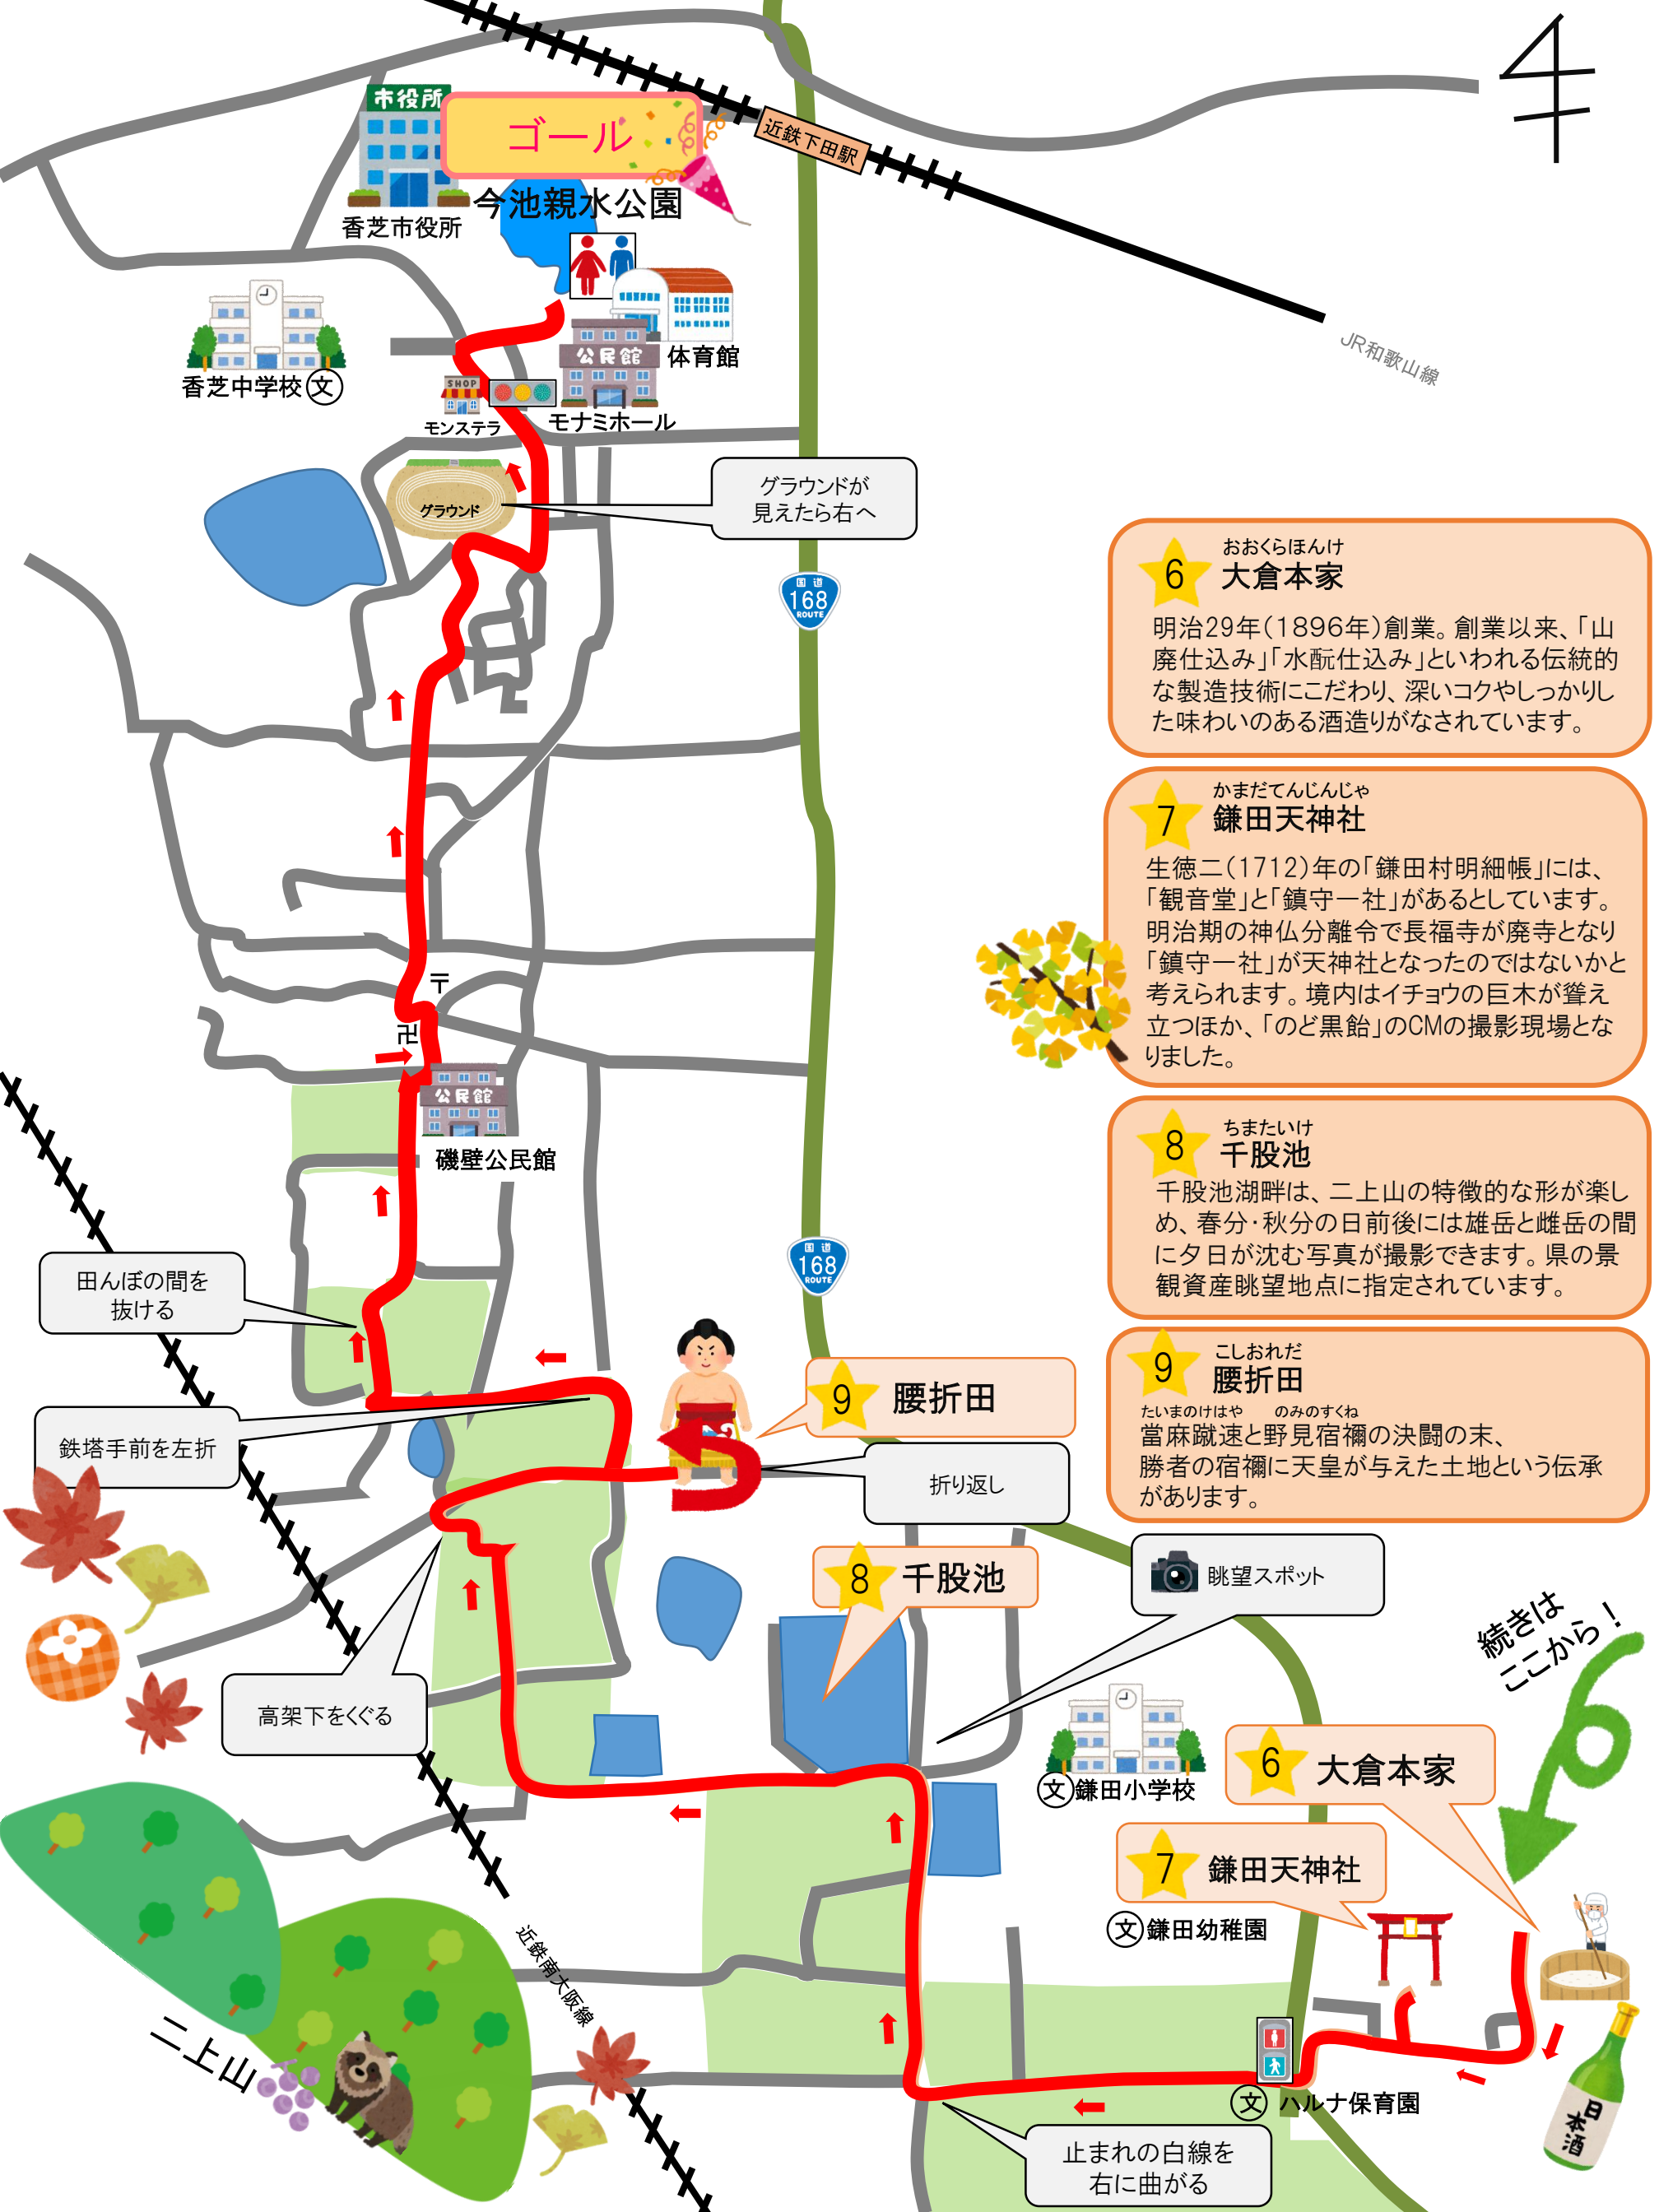 市役所
ゴール
近鉄下田駅
今池親水公園
香芝市役所
JR和歌山線
香芝中学校 文
体育館
公民館
SHOP
モンステラ
モナミホール
グラウンド
グラウンドが
見えたら右へ
国道
168
ROUTE
6
おおくらほんけ
大倉本家
明治29年(1896年)創業。創業以来、「山
廃仕込み」「水酛仕込み」といわれる伝統的
な製造技術にこだわり、深いコクやしっかりし
た味わいのある酒造りがなされています。
7
かまだてんじんじゃ
鎌田天神社
生徳二(1712)年の「鎌田村明細帳」には、
「観音堂」と「鎮守一社」があるとしています。
明治期の神仏分離令で長福寺が廃寺となり
「鎮守一社」が天神社となったのではないかと
考えられます。境内はイチョウの巨木が聳え
立つほか、「のど黒飴」のCMの撮影現場とな
りました。
8
ちまたいけ
千股池
千股池湖畔は、二上山の特徴的な形が楽し
め、春分・秋分の日前後には雄岳と雌岳の間
に夕日が沈む写真が撮影できます。県の景
観資産眺望地点に指定されています。
9
こしおれだ
腰折田
たいまのけはや のみのすくね
當麻蹴速と野見宿禰の決闘の末、
勝者の宿禰に天皇が与えた土地という伝承
があります。
〒
卍
公民館
磯壁公民館
国道
168
ROUTE
田んぼの間を
抜ける
9 腰折田
鉄塔手前を左折
折り返し
8 千股池
眺望スポット
続きは
ここから!
高架下をくぐる
文 鎌田小学校
6 大倉本家
7 鎌田天神社
文 鎌田幼稚園
近鉄南大阪線
二上山
文 ハルナ保育園
日本酒
止まれの白線を
右に曲がる